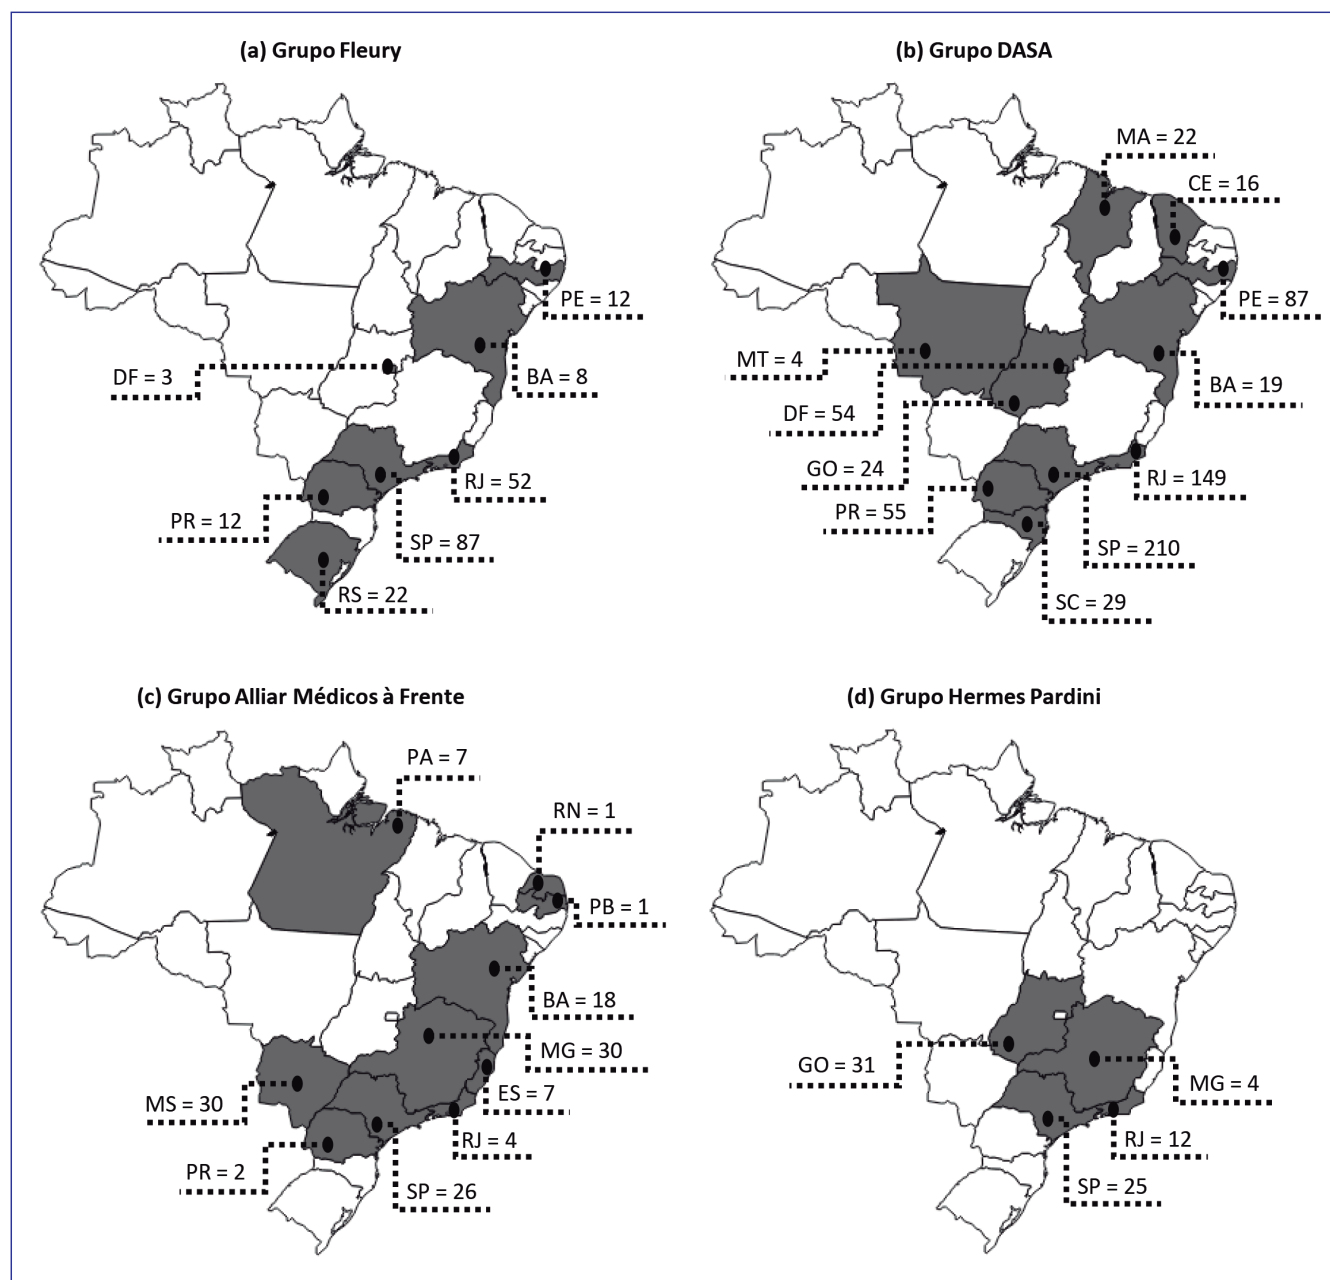 (a) Grupo Fleury
PE = 12
DF = 3
BA = 8
RJ = 52
PR = 12
SP = 87
RS = 22
(b) Grupo DASA
MA = 22
CE = 16
PE = 87
MT = 4
BA = 19
DF = 54
GO = 24
RJ = 149
PR = 55
SP = 210
SC = 29
(c) Grupo Alliar Médicos à Frente
PA = 7
RN = 1
PB = 1
BA = 18
MG = 30
ES = 7
MS = 30
RJ = 4
PR = 2
SP = 26
(d) Grupo Hermes Pardini
GO = 31
MG = 4
RJ = 12
SP = 25